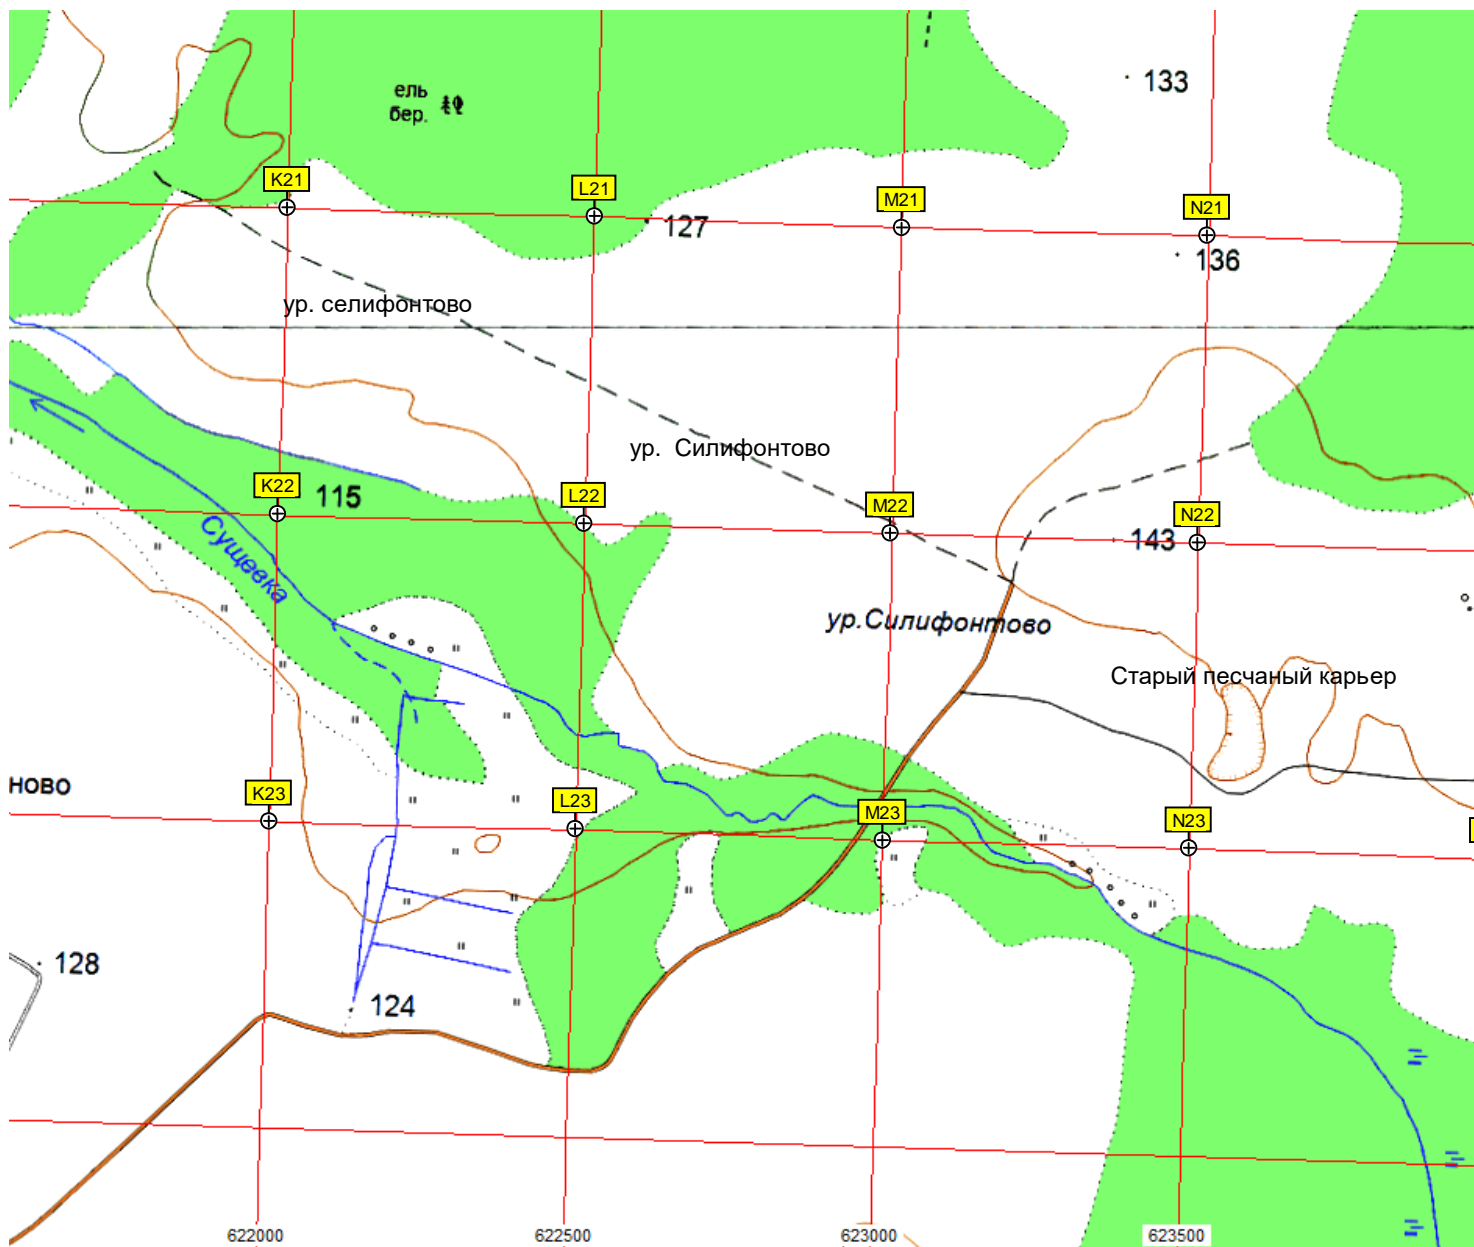 133
ель
бер.
K21
L21
M21
N21
127
136
ур. селифонтово
ур. Силифонтово
K22
115
L22
M22
N22
143
Сущевка
ур.Силифонтово
Старый песчаный карьер
ново
K23
L23
M23
N23
128
124
622000
622500
623000
623500